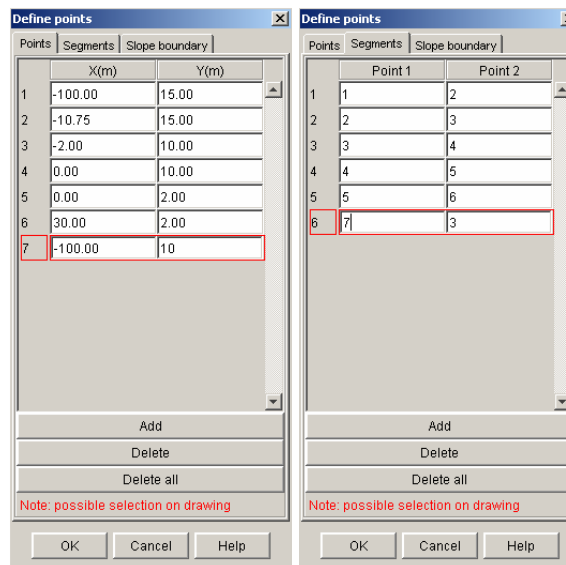 Define points
Points Segments Slope boundary
X(m) Y(m)
1 -100.00 15.00
2 -10.75 15.00
3 -2.00 10.00
4 0.00 10.00
5 0.00 2.00
6 30.00 2.00
7 -100.00 10
Add
Delete
Delete all
Note: possible selection on drawing
OK Cancel Help
Define points
Points Segments Slope boundary
Point 1 Point 2
1 1 2
2 2 3
3 3 4
4 4 5
5 5 6
6 7 3
Add
Delete
Delete all
Note: possible selection on drawing
OK Cancel Help